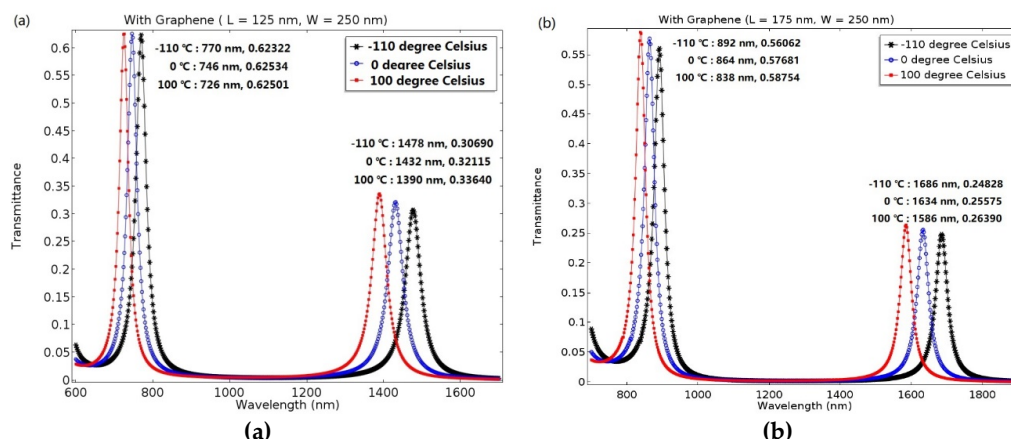 (a)
With Graphene ( L = 125 nm, W = 250 nm)
-110 ℃ : 770 nm, 0.62322
0 ℃ : 746 nm, 0.62534
100 ℃ : 726 nm, 0.62501
-110 degree Celsius
0 degree Celsius
100 degree Celsius
-110 ℃ : 1478 nm, 0.30690
0 ℃ : 1432 nm, 0.32115
100 ℃ : 1390 nm, 0.33640
Transmittance
0.6
0.55
0.5
0.45
0.4
0.35
0.3
0.25
0.2
0.15
0.1
0.05
0
600 800 1000 1200 1400 1600
Wavelength (nm)
(a)
(b)
With Graphene (L = 175 nm, W = 250 nm)
-110 ℃ : 892 nm, 0.56062
0 ℃ : 864 nm, 0.57681
100 ℃ : 838 nm, 0.58754
-110 degree Celsius
0 degree Celsius
100 degree Celsius
-110 ℃ : 1686 nm, 0.24828
0 ℃ : 1634 nm, 0.25575
100 ℃ : 1586 nm, 0.26390
Transmittance
0.55
0.5
0.45
0.4
0.35
0.3
0.25
0.2
0.15
0.1
0.05
0
800 1000 1200 1400 1600 1800
Wavelength (nm)
(b)